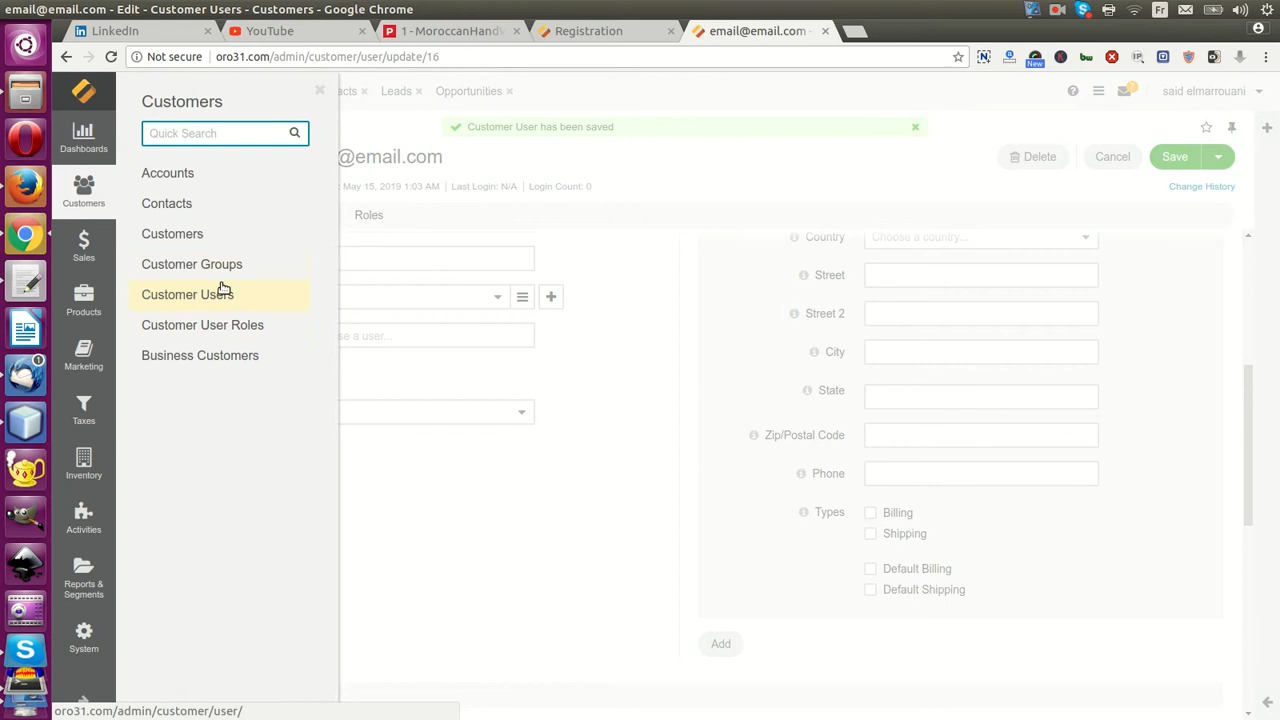 email@email.com - Edit - Customer Users - Customers - Google Chrome
Fr
LinkedIn
YouTube
1 - MoroccanHandV
Registration
email@email.com -
Not secure
oro31.com/admin/customer/user/update/16
New
Customers
Quick Search
Accounts
Contacts
Customers
Customer Groups
Customer Users
Customer User Roles
Business Customers
Dashboards
Customers
Sales
Products
Marketing
Taxes
Inventory
Activities
Reports &
Segments
System
acts
Leads
Opportunities
said elmarrouani
Customer User has been saved
@email.com
Delete
Cancel
Save
May 15, 2019 1:03 AM
Last Login: N/A
Login Count: 0
Change History
Roles
Country
Choose a country...
Street
Street 2
e a user...
City
State
Zip/Postal Code
Phone
Types
Billing
Shipping
Default Billing
Default Shipping
Add
oro31.com/admin/customer/user/